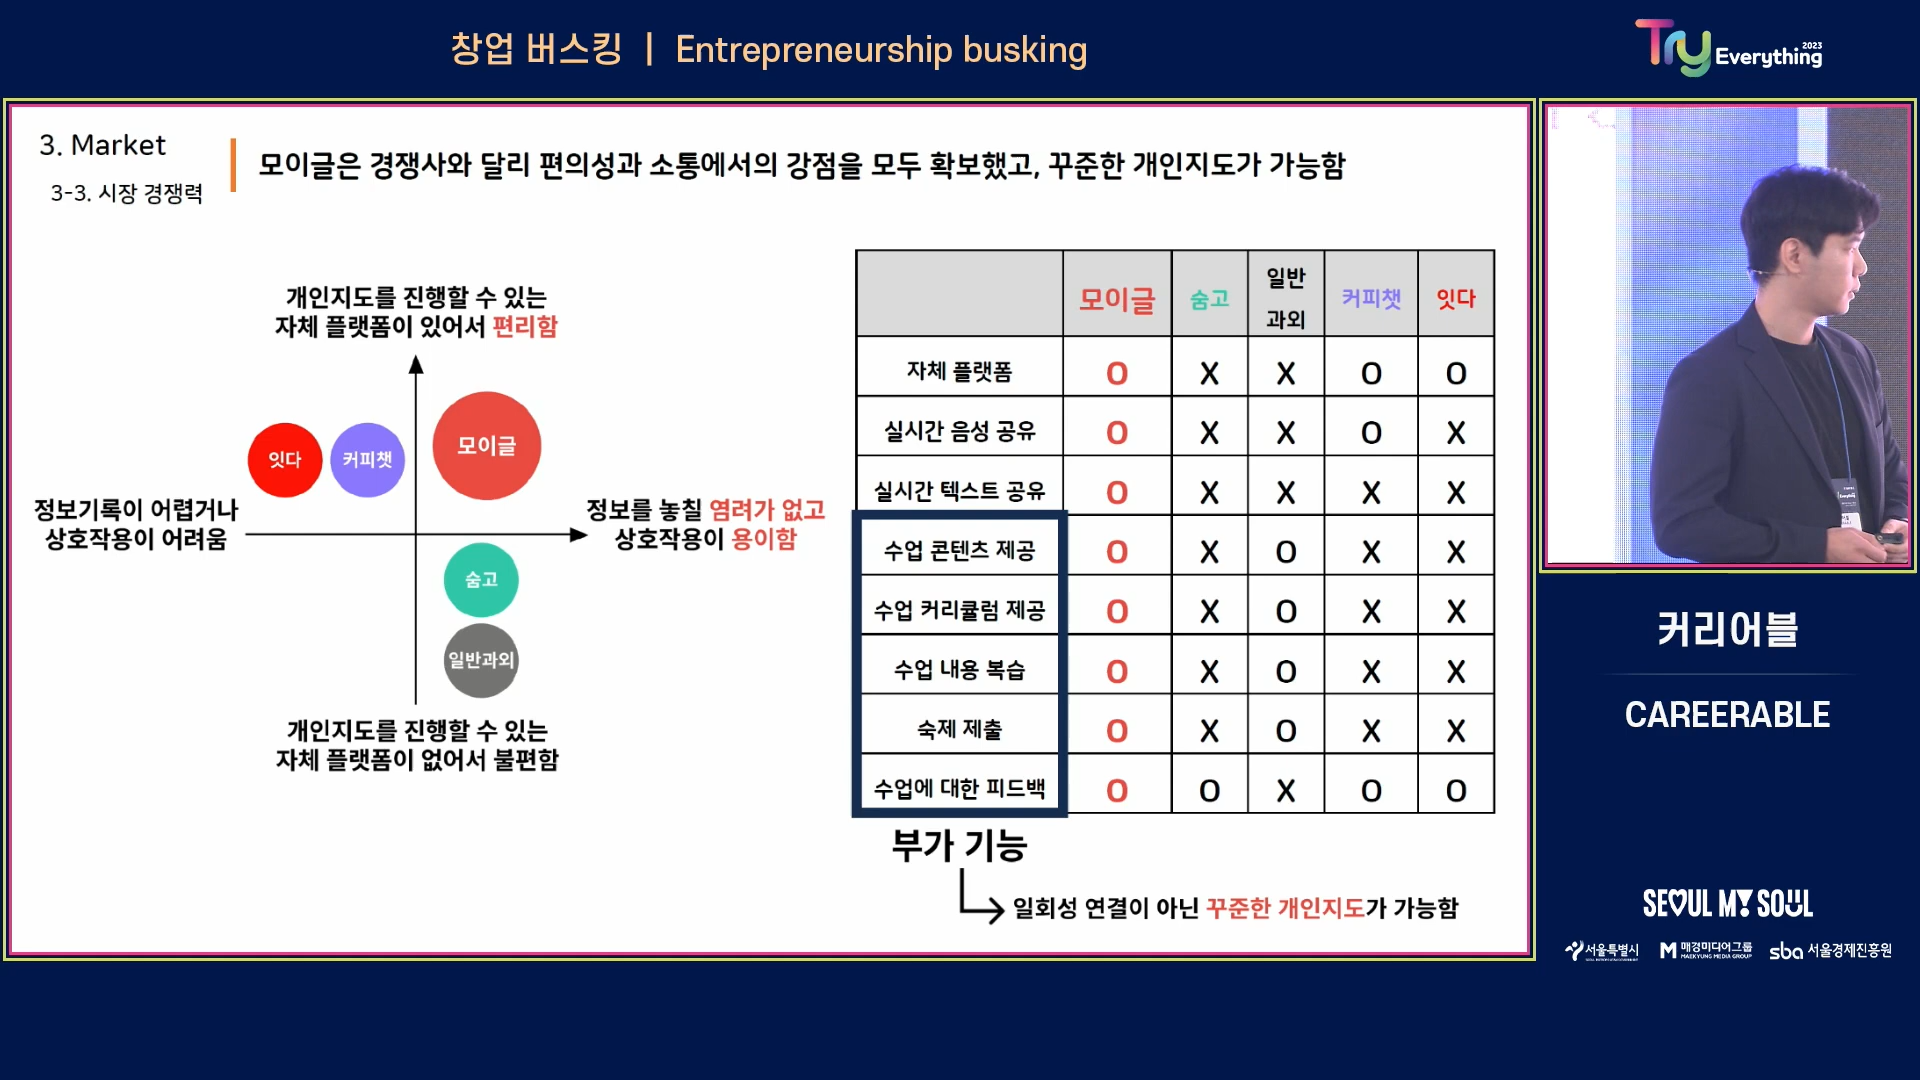 창업 버스킹 | Entrepreneurship busking
Try Everything 2023
3. Market
3-3. 시장 경쟁력
모이글은 경쟁사와 달리 편의성과 소통에서의 강점을 모두 확보했고, 꾸준한 개인지도가 가능함
개인지도를 진행할 수 있는
자체 플랫폼이 있어서 편리함
잇다
커피챗
모이글
정보기록이 어렵거나
상호작용이 어려움
정보를 놓칠 염려가 없고
상호작용이 용이함
숨고
일반과외
개인지도를 진행할 수 있는
자체 플랫폼이 없어서 불편함
모이글 숨고 일반 과외 커피챗 잇다
자체 플랫폼 O X X O O
실시간 음성 공유 O X X O X
실시간 텍스트 공유 O X X X X
수업 콘텐츠 제공 O X O X X
수업 커리큘럼 제공 O X O X X
수업 내용 복습 O X O X X
숙제 제출 O X O X X
수업에 대한 피드백 O O X O O
부가 기능
일회성 연결이 아닌 꾸준한 개인지도가 가능함
커리어블
CAREERABLE
SEOUL MY SOUL
서울특별시
매경미디어그룹
MAEKYUNG MEDIA GROUP
sba 서울경제진흥원